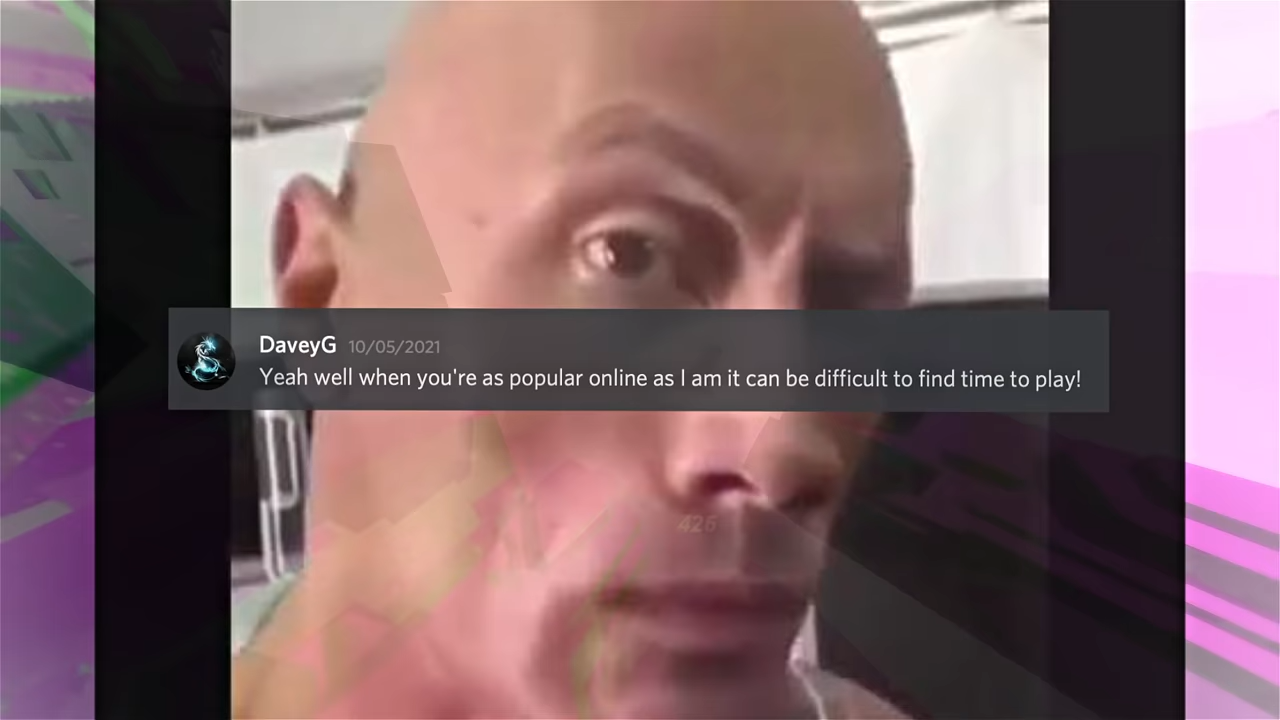 DaveyG 10/05/2021
Yeah well when you're as popular online as I am it can be difficult to find time to play!
426